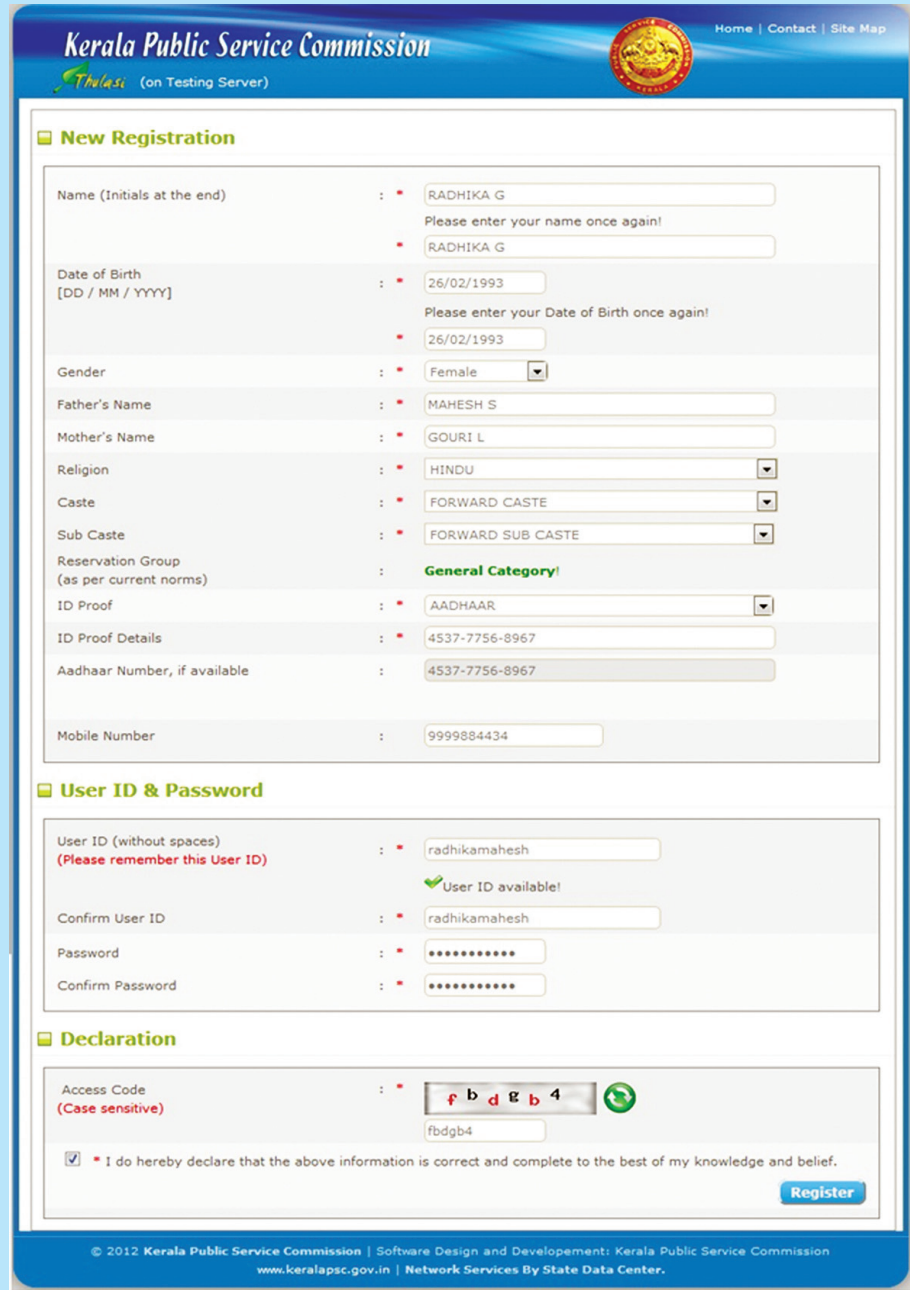 Kerala Public Service Commission
Home | Contact | Site Map
Thulasi (on Testing Server)
New Registration
Name (Initials at the end) : * RADHIKA G
Please enter your name once again!
* RADHIKA G
Date of Birth
[DD / MM / YYYY] : * 26/02/1993
Please enter your Date of Birth once again!
* 26/02/1993
Gender : * Female
Father's Name : * MAHESH S
Mother's Name : * GOURI L
Religion : * HINDU
Caste : * FORWARD CASTE
Sub Caste : * FORWARD SUB CASTE
Reservation Group
(as per current norms) : General Category!
ID Proof : * AADHAAR
ID Proof Details : * 4537-7756-8967
Aadhaar Number, if available : 4537-7756-8967
Mobile Number : 9999884434
User ID & Password
User ID (without spaces) : * radhikamahesh
(Please remember this User ID)
User ID available!
Confirm User ID : * radhikamahesh
Password : * •••••••••••
Confirm Password : * •••••••••••
Declaration
Access Code : * f b d g b 4
(Case sensitive)
fbdgb4
* I do hereby declare that the above information is correct and complete to the best of my knowledge and belief.
Register
© 2012 Kerala Public Service Commission | Software Design and Developement: Kerala Public Service Commission
www.keralapsc.gov.in | Network Services By State Data Center.